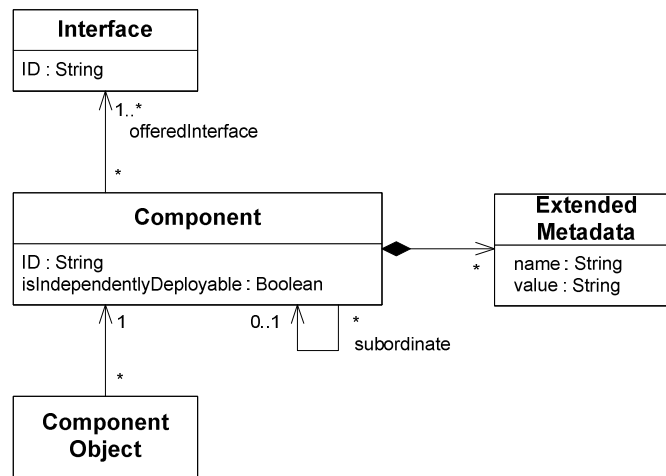 Interface
ID : String
1..*
offeredInterface
*
Component
ID : String
isIndependentlyDeployable : Boolean
Extended
Metadata
name : String
value : String
*
1
0..1
*
subordinate
*
Component
Object